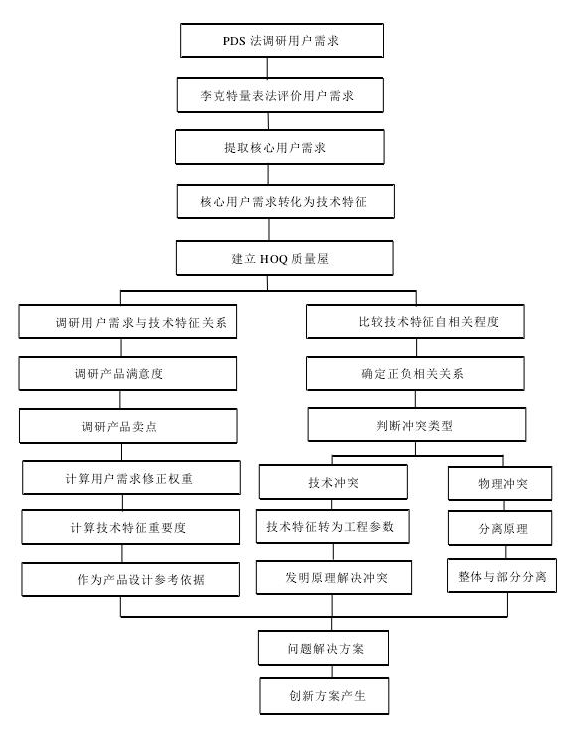 PDS 法调研用户需求
李克特量表法评价用户需求
提取核心用户需求
核心用户需求转化为技术特征
建立 HOQ 质量屋
调研用户需求与技术特征关系
比较技术特征自相关程度
调研产品满意度
确定正负相关关系
调研产品卖点
判断冲突类型
计算用户需求修正权重
技术冲突
物理冲突
计算技术特征重要度
技术特征转为工程参数
分离原理
作为产品设计参考依据
发明原理解决冲突
整体与部分分离
问题解决方案
创新方案产生